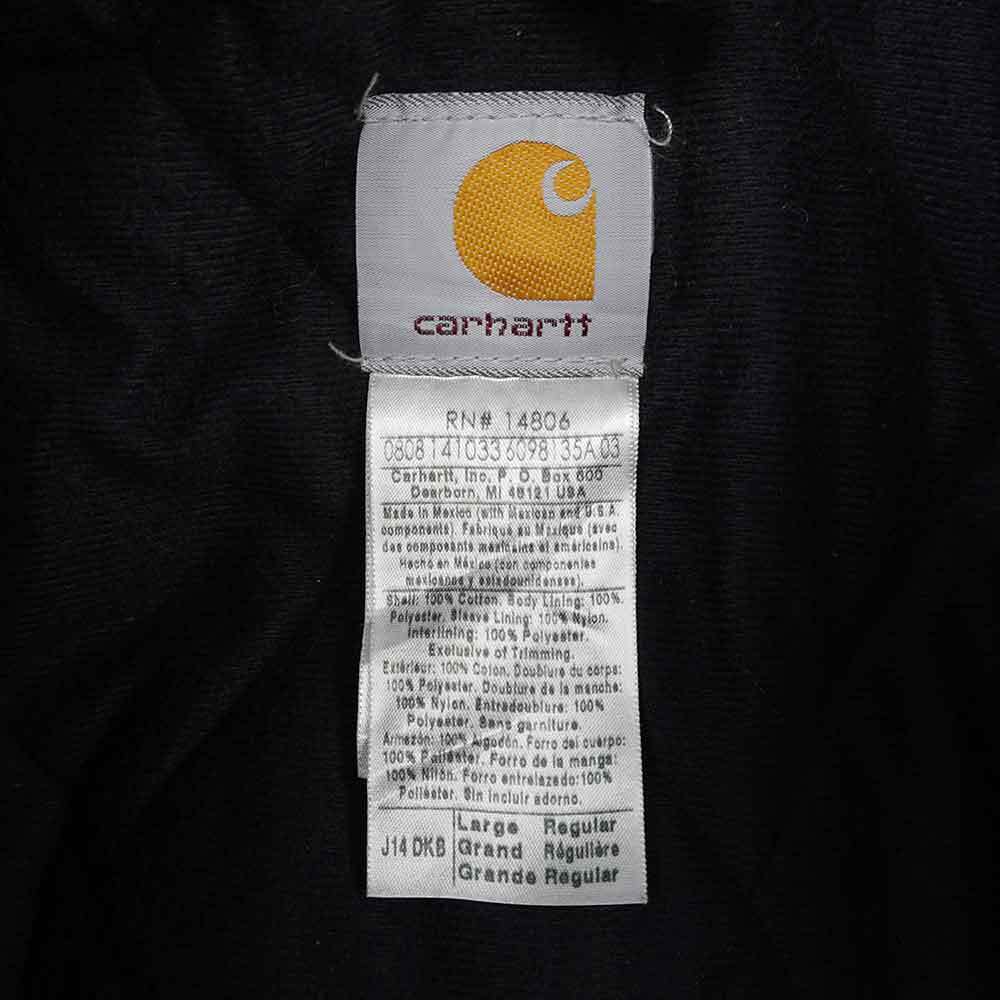 carhartt
RN# 14806
0808 141033 6098 135A 03
Carhartt, Inc. P. O. Box 600
Dearborn, MI 48121 USA
Made in Mexico (with Mexican and U.S.A.
components). Fabrique au Mexique (avec
des composants mexicains et américains).
Hecho en México (con componentes
mexicanos y estadounidenses).
Shell: 100% Cotton. Body Lining: 100%
Polyester. Sleeve Lining: 100% Nylon.
Interlining: 100% Polyester.
Exclusive of Trimming.
Extérieur: 100% Coton. Doublure du corps:
100% Polyester. Doublure de la manche:
100% Nylon. Entredoublure: 100%
Polyester. Sans garniture.
Armazón: 100% Algodón. Forro del cuerpo:
100% Poliéster. Forro de la manga:
100% Nilón. Forro entrelazado:100%
Poliéster. Sin incluir adorno.
J14 DKB
Large Regular
Grand Régulière
Grande Regular